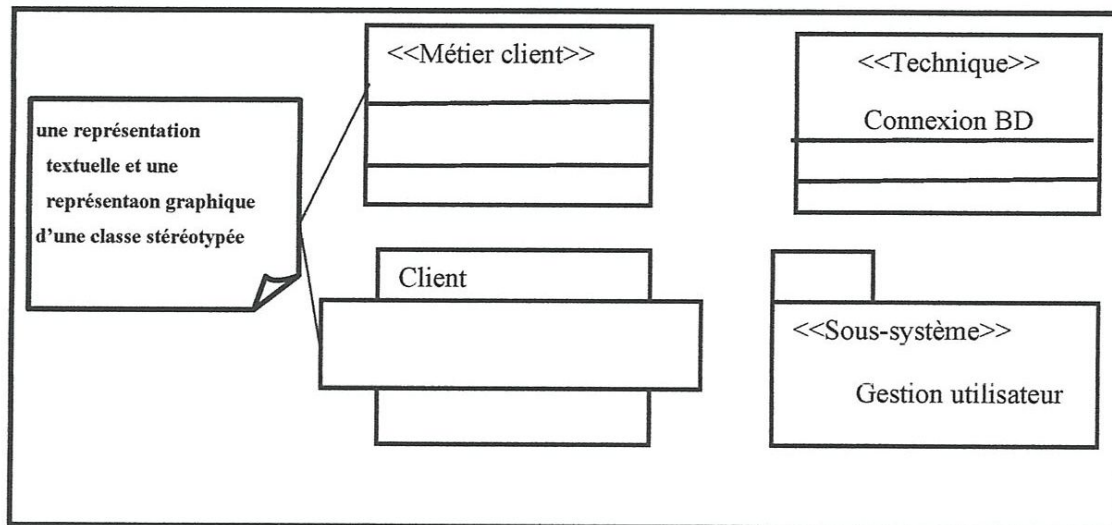 <<Métier client>>
<<Technique>>
Connexion BD
une représentation
textuelle et une
représentaon graphique
d'une classe stéréotypée
Client
<<Sous-système>>
Gestion utilisateur